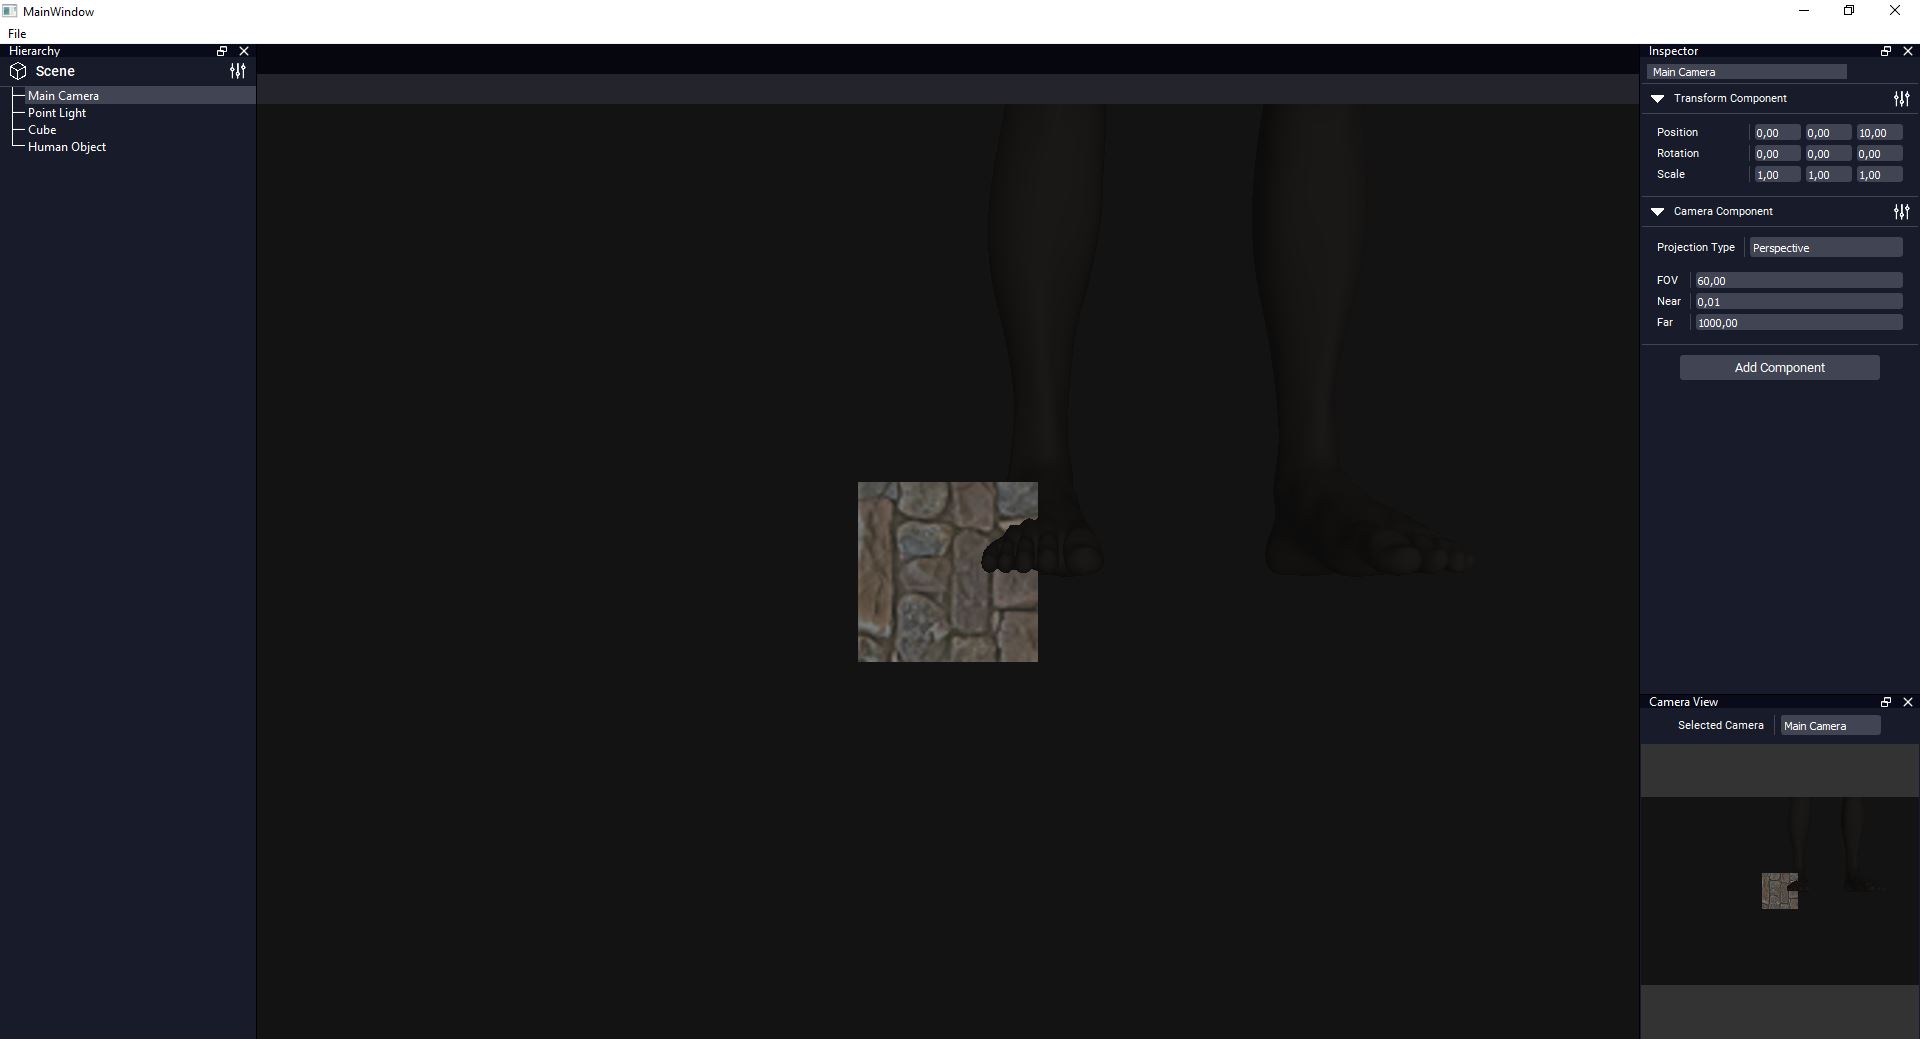 MainWindow
File
Hierarchy
Scene
Main Camera
Point Light
Cube
Human Object
Inspector
Main Camera
Transform Component
Position 0,00 0,00 10,00
Rotation 0,00 0,00 0,00
Scale 1,00 1,00 1,00
Camera Component
Projection Type Perspective
FOV 60,00
Near 0,01
Far 1000,00
Add Component
Camera View
Selected Camera Main Camera